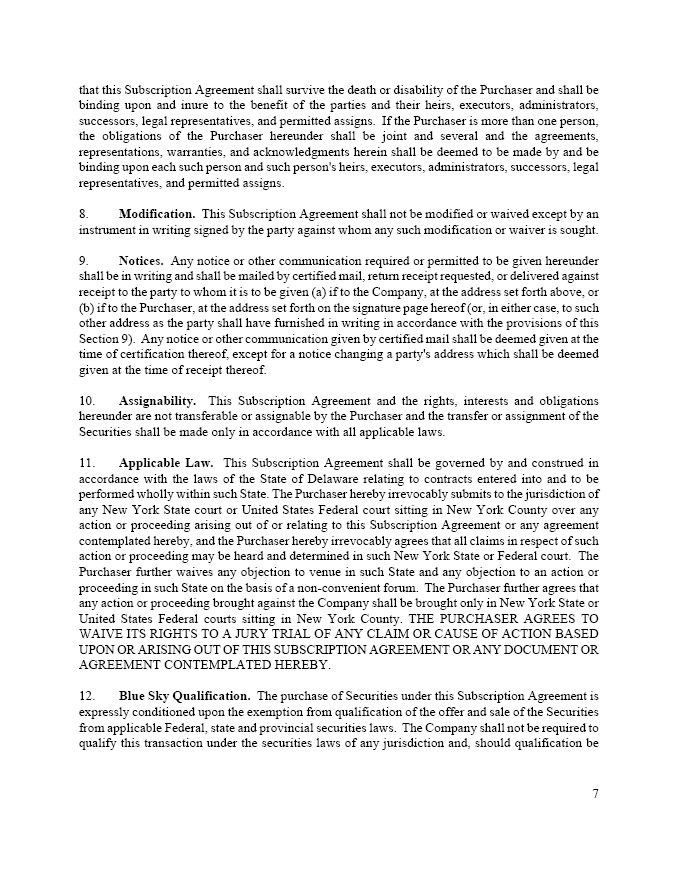 that this Subscription Agreement shall survive the death or disability of the Purchaser and shall be
binding upon and inure to the benefit of the parties and their heirs, executors, administrators,
successors, legal representatives, and permitted assigns. If the Purchaser is more than one person,
the obligations of the Purchaser hereunder shall be joint and several and the agreements,
representations, warranties, and acknowledgments herein shall be deemed to be made by and be
binding upon each such person and such person's heirs, executors, administrators, successors, legal
representatives, and permitted assigns.
8. Modification. This Subscription Agreement shall not be modified or waived except by an
instrument in writing signed by the party against whom any such modification or waiver is sought.
9. Notices. Any notice or other communication required or permitted to be given hereunder
shall be in writing and shall be mailed by certified mail, return receipt requested, or delivered against
receipt to the party to whom it is to be given (a) if to the Company, at the address set forth above, or
(b) if to the Purchaser, at the address set forth on the signature page hereof (or, in either case, to such
other address as the party shall have furnished in writing in accordance with the provisions of this
Section 9). Any notice or other communication given by certified mail shall be deemed given at the
time of certification thereof, except for a notice changing a party's address which shall be deemed
given at the time of receipt thereof.
10. Assignability. This Subscription Agreement and the rights, interests and obligations
hereunder are not transferable or assignable by the Purchaser and the transfer or assignment of the
Securities shall be made only in accordance with all applicable laws.
11. Applicable Law. This Subscription Agreement shall be governed by and construed in
accordance with the laws of the State of Delaware relating to contracts entered into and to be
performed wholly within such State. The Purchaser hereby irrevocably submits to the jurisdiction of
any New York State court or United States Federal court sitting in New York County over any
action or proceeding arising out of or relating to this Subscription Agreement or any agreement
contemplated hereby, and the Purchaser hereby irrevocably agrees that all claims in respect of such
action or proceeding may be heard and determined in such New York State or Federal court. The
Purchaser further waives any objection to venue in such State and any objection to an action or
proceeding in such State on the basis of a non-convenient forum. The Purchaser further agrees that
any action or proceeding brought against the Company shall be brought only in New York State or
United States Federal courts sitting in New York County. THE PURCHASER AGREES TO
WAIVE ITS RIGHTS TO A JURY TRIAL OF ANY CLAIM OR CAUSE OF ACTION BASED
UPON OR ARISING OUT OF THIS SUBSCRIPTION AGREEMENT OR ANY DOCUMENT OR
AGREEMENT CONTEMPLATED HEREBY.
12. Blue Sky Qualification. The purchase of Securities under this Subscription Agreement is
expressly conditioned upon the exemption from qualification of the offer and sale of the Securities
from applicable Federal, state and provincial securities laws. The Company shall not be required to
qualify this transaction under the securities laws of any jurisdiction and, should qualification be
7